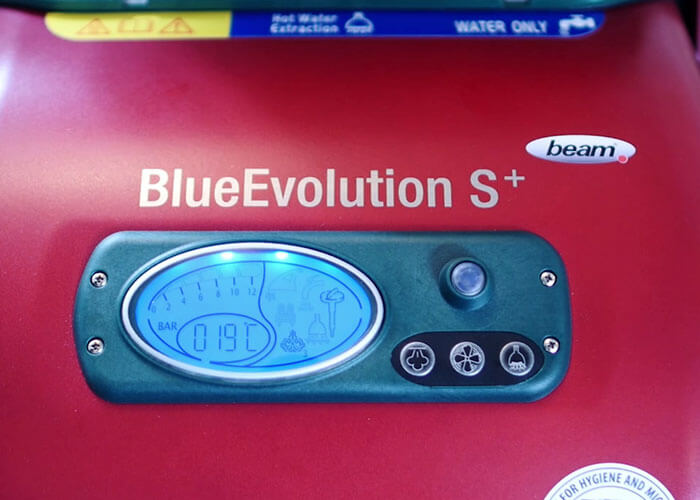 Hot Water
Extraction
WATER ONLY
beam
BlueEvolution S+
0 2 4 6 8 10 12
BAR
019°C
FOR HYGIENE AND